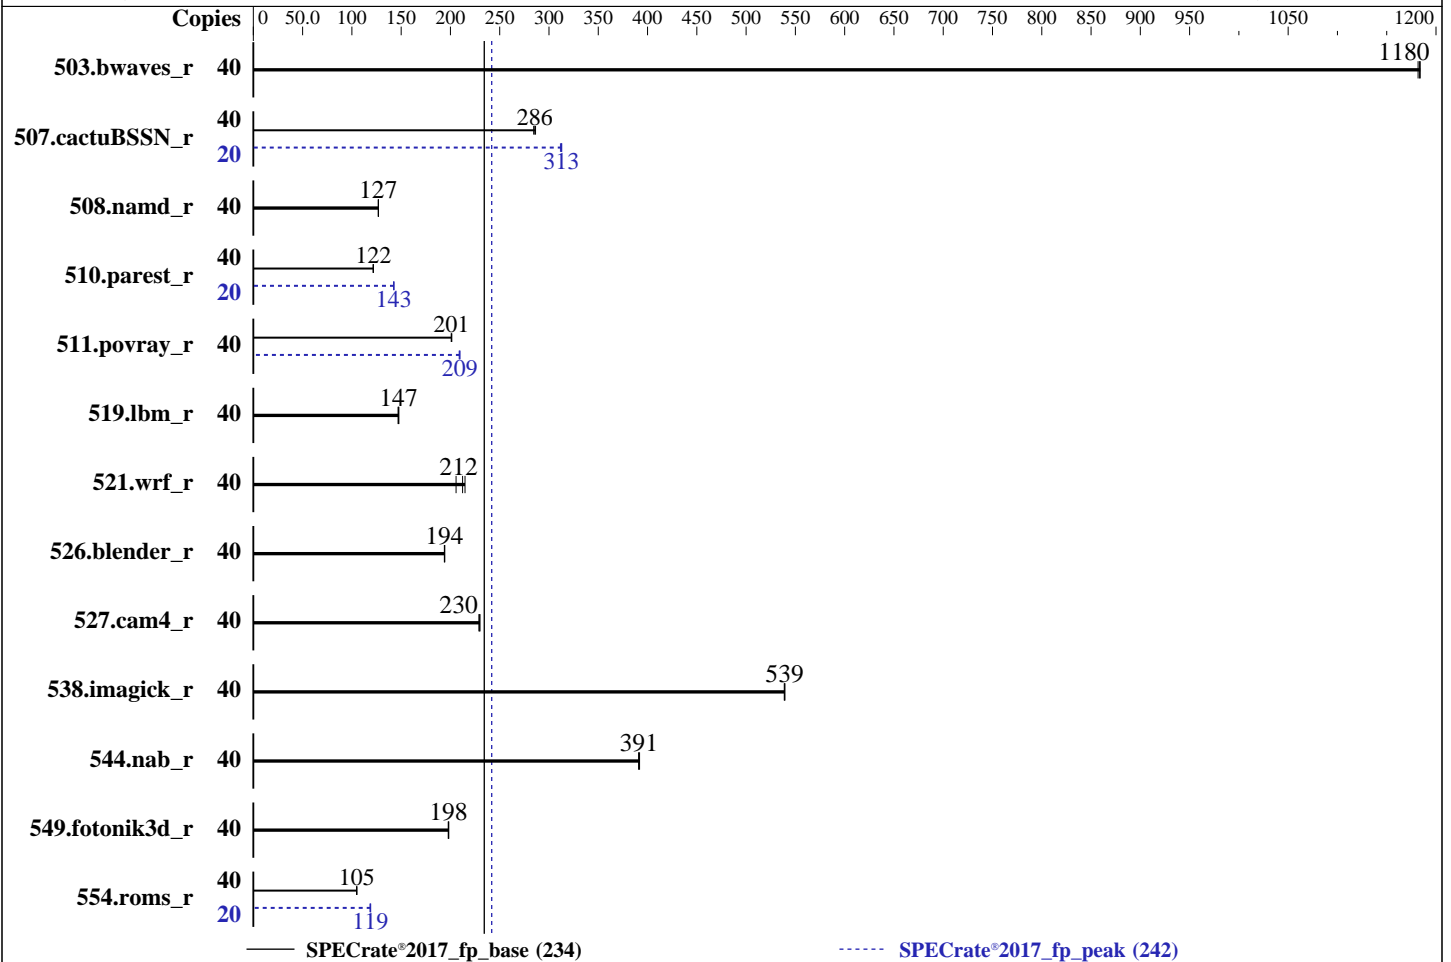 Copies 0 50.0 100 150 200 250 300 350 400 450 500 550 600 650 700 750 800 850 900 950 1050 1200
503.bwaves_r 40 1180
507.cactuBSSN_r 40 286
20 313
508.namd_r 40 127
510.parest_r 40 122
20 143
511.povray_r 40 201
209
519.lbm_r 40 147
521.wrf_r 40 212
526.blender_r 40 194
527.cam4_r 40 230
538.imagick_r 40 539
544.nab_r 40 391
549.fotonik3d_r 40 198
554.roms_r 40 105
20 119
SPECrate®2017_fp_base (234) SPECrate®2017_fp_peak (242)